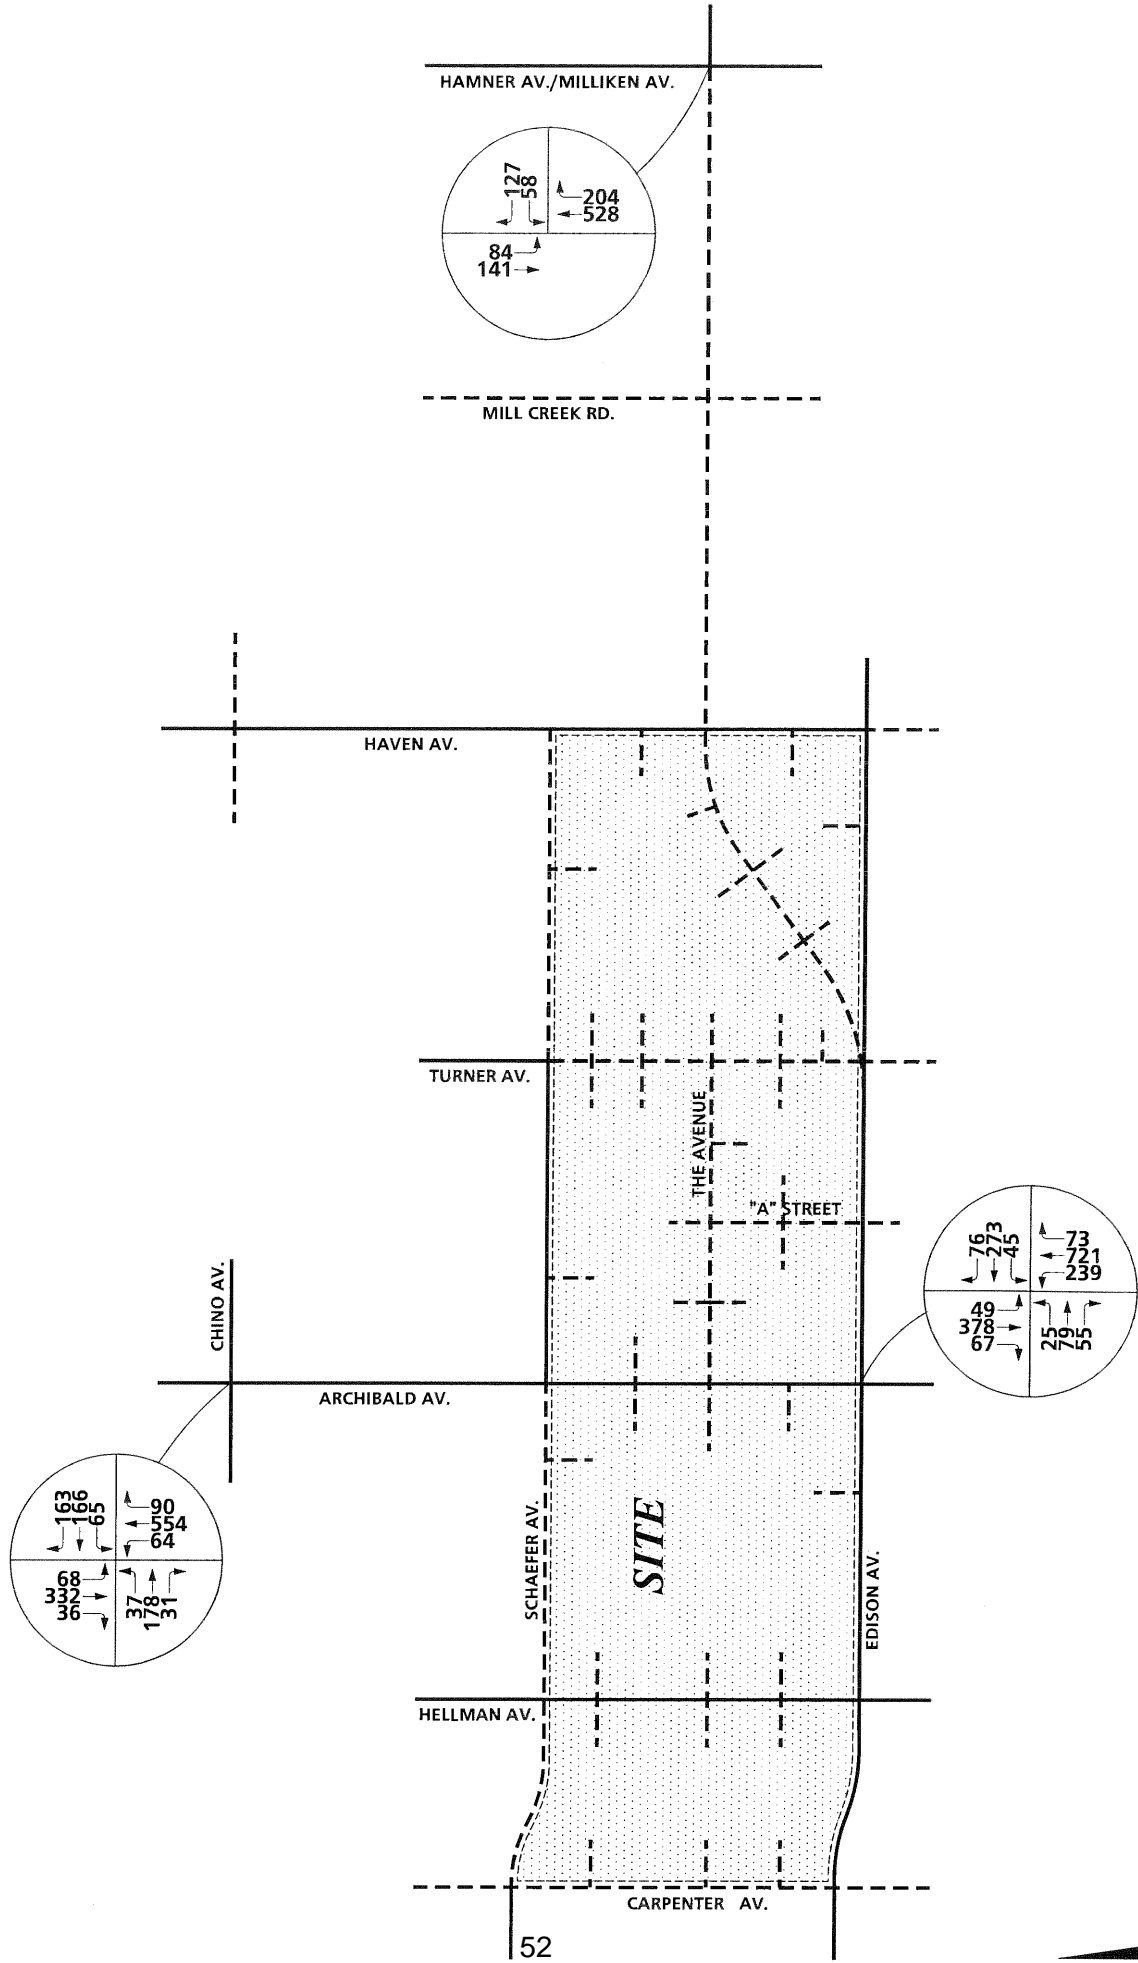 HAMNER AV./MILLIKEN AV.
127
58
204
528
84
141
MILL CREEK RD.
HAVEN AV.
TURNER AV.
THE AVENUE
"A" STREET
76
273
45
73
721
239
49
378
67
25
79
55
CHINO AV.
ARCHIBALD AV.
163
166
65
90
554
64
68
332
36
37
178
31
SCHAEFER AV.
SITE
EDISON AV.
HELLMAN AV.
CARPENTER AV.
52